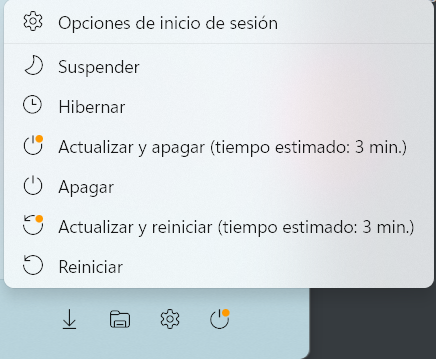 Opciones de inicio de sesión
Suspender
Hibernar
Actualizar y apagar (tiempo estimado: 3 min.)
Apagar
Actualizar y reiniciar (tiempo estimado: 3 min.)
Reiniciar